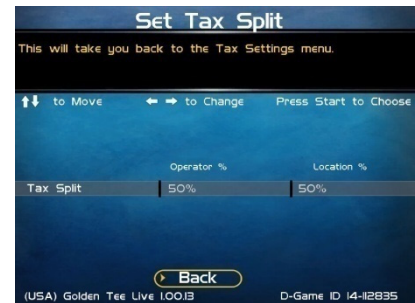 Set Tax Split
This will take you back to the Tax Settings menu.
to Move
to Change
Press Start to Choose
Operator %
Location %
Tax Split
50%
50%
Back
(USA) Golden Tee Live 1.00.13
D-Game ID 14-112835